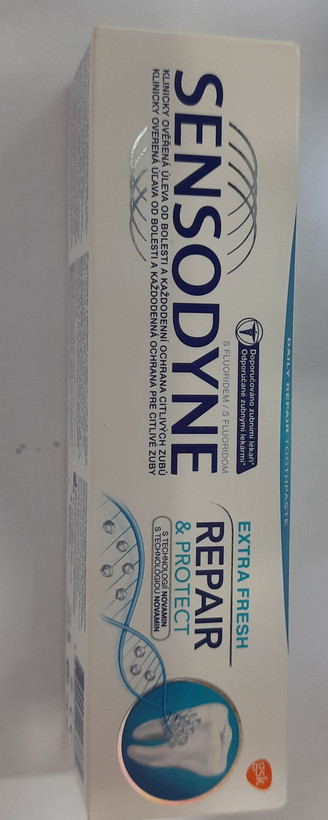 DAILY REPAIR TOOTHPASTE
Doporučováno zubními lékaři*
Odporúčané zubnými lekármi*
S FLUORIDEM / S FLUORIDOM
SENSODYNE
KLINICKY OVĚŘENÁ ÚLEVA OD BOLESTI A KAŽDODENNÍ OCHRANA CITLIVÝCH ZUBŮ
KLINICKY OVERENÁ ÚĽAVA OD BOLESTI A KAŽDODENNÁ OCHRANA PRE CITLIVÉ ZUBY
EXTRA FRESH
REPAIR
& PROTECT
S TECHNOLOGIÍ NOVAMIN
S TECHNOLÓGIOU NOVAMIN
gsk